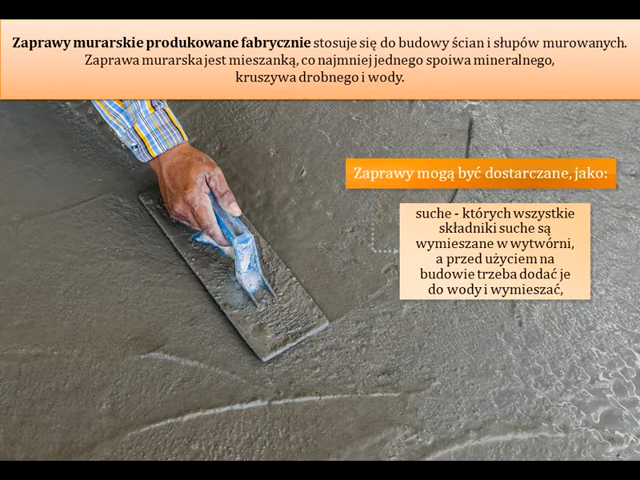 Zaprawy murarskie produkowane fabrycznie stosuje się do budowy ścian i słupów murowanych.
Zaprawa murarska jest mieszanką, co najmniej jednego spoiwa mineralnego,
kruszywa drobnego i wody.
Zaprawy mogą być dostarczane, jako:
suche - których wszystkie
składniki suche są
wymieszane w wytwórni,
a przed użyciem na
budowie trzeba dodać je
do wody i wymieszać,